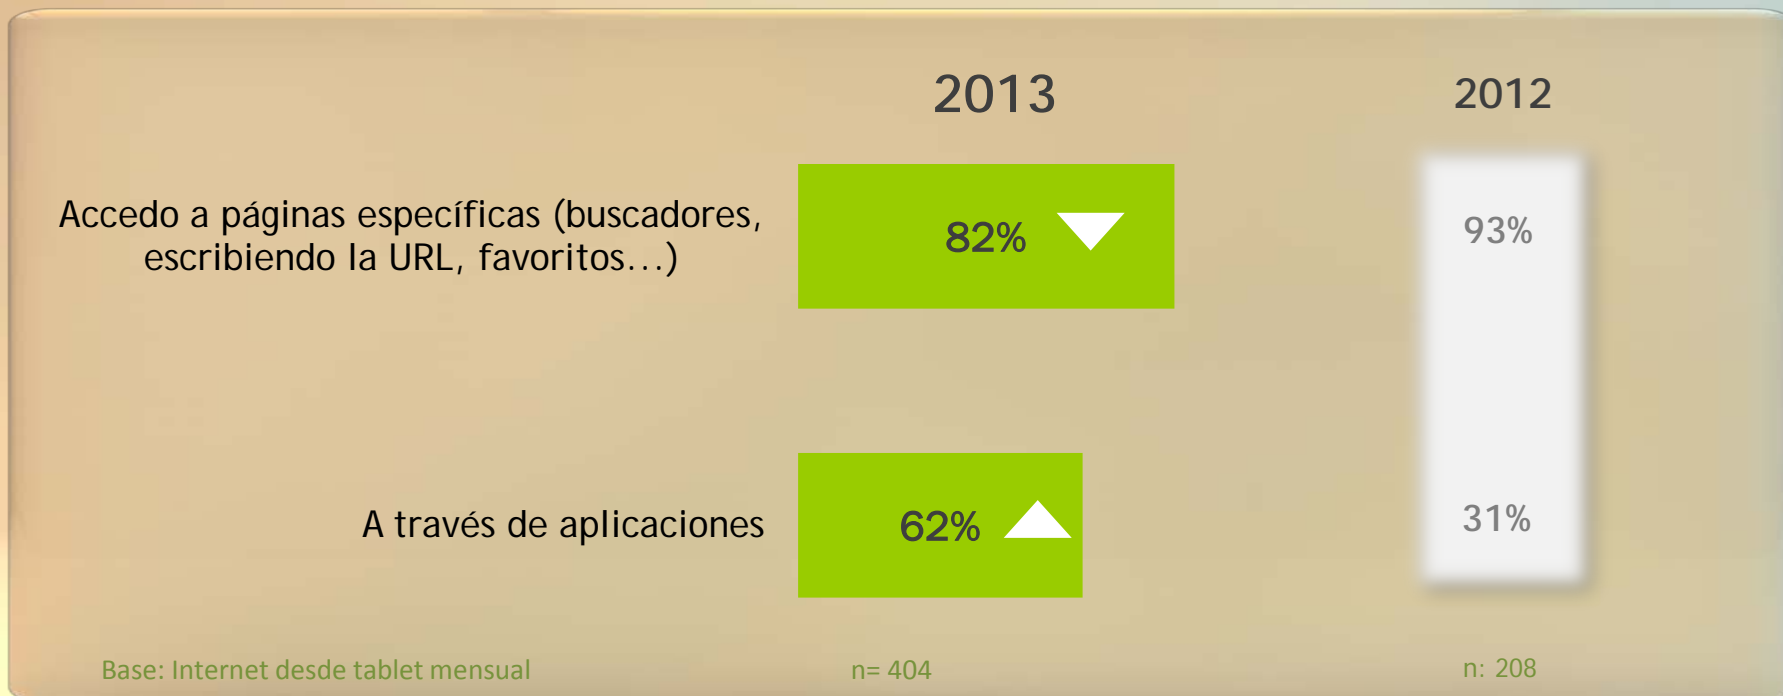 2013
2012
Accedo a páginas específicas (buscadores,
escribiendo la URL, favoritos...)
82%
93%
A través de aplicaciones
62%
31%
Base: Internet desde tablet mensual
n= 404
n: 208